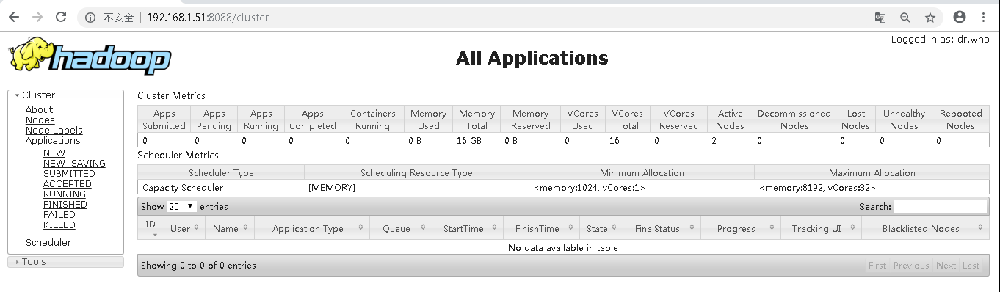 不安全 192.168.1.51:8088/cluster
Logged in as: dr.who
hadoop
All Applications
Cluster
About
Nodes
Node Labels
Applications
NEW
NEW_SAVING
SUBMITTED
ACCEPTED
RUNNING
FINISHED
FAILED
KILLED
Scheduler
Tools
Cluster Metrics
Apps Submitted Apps Pending Apps Running Apps Completed Containers Running Memory Used Memory Total Memory Reserved VCores Used VCores Total VCores Reserved Active Nodes Decommissioned Nodes Lost Nodes Unhealthy Nodes Rebooted Nodes
0 0 0 0 0 0 B 16 GB 0 B 0 16 0 2 0 0 0 0
Scheduler Metrics
Scheduler Type Scheduling Resource Type Minimum Allocation Maximum Allocation
Capacity Scheduler [MEMORY] <memory:1024, vCores:1> <memory:8192, vCores:32>
Show 20 entries Search:
ID User Name Application Type Queue StartTime FinishTime State FinalStatus Progress Tracking UI Blacklisted Nodes
No data available in table
Showing 0 to 0 of 0 entries First Previous Next Last